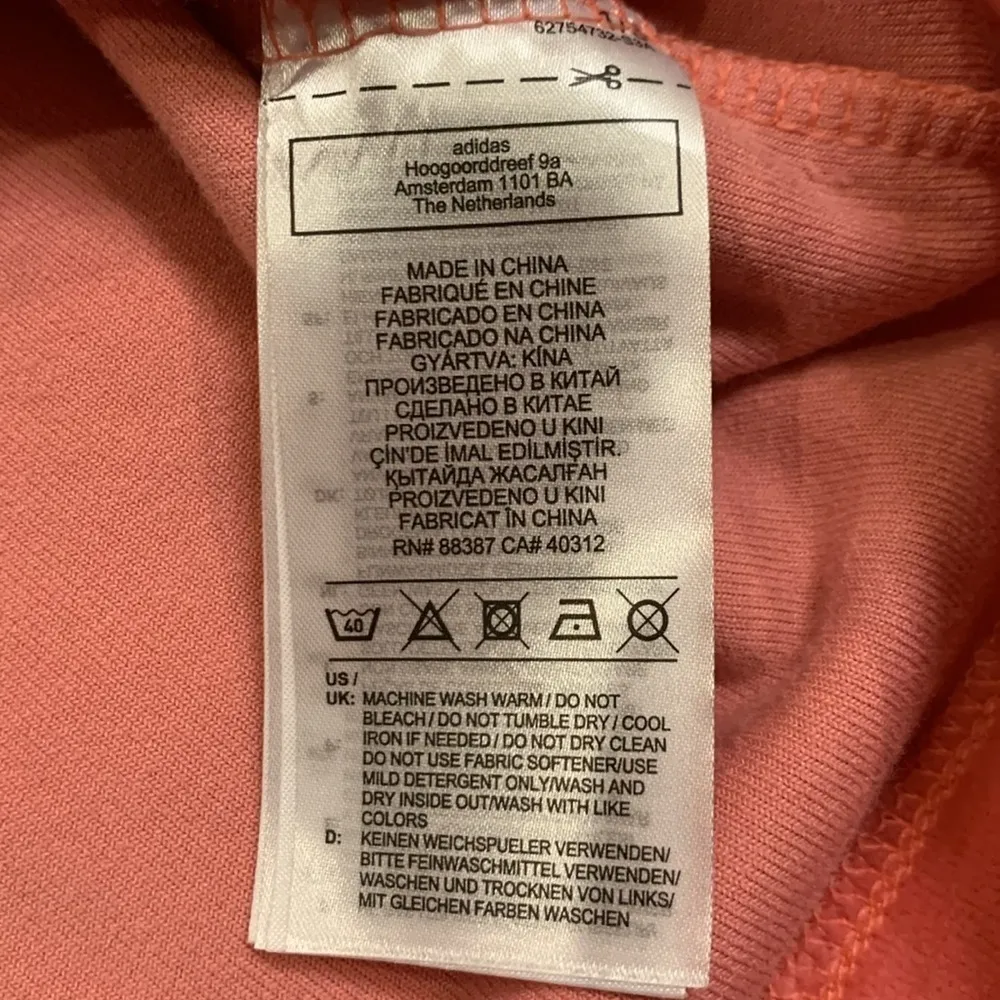 62754732-
adidas
Hoogoorddreef 9a
Amsterdam 1101 BA
The Netherlands
MADE IN CHINA
FABRIQUÉ EN CHINE
FABRICADO EN CHINA
FABRICADO NA CHINA
GYÁRTVA: KÍNA
ПРОИЗВЕДЕНО В КИТАЙ
СДЕЛАНО В КИТАЕ
PROIZVEDENO U KINI
ÇİN'DE İMAL EDİLMİŞTİR.
ҚЫТАЙДА ЖАСАЛҒАН
PROIZVEDENO U KINI
FABRICAT ÎN CHINA
RN# 88387 CA# 40312
40
US /
UK: MACHINE WASH WARM / DO NOT
BLEACH / DO NOT TUMBLE DRY / COOL
IRON IF NEEDED / DO NOT DRY CLEAN
DO NOT USE FABRIC SOFTENER/USE
MILD DETERGENT ONLY/WASH AND
DRY INSIDE OUT/WASH WITH LIKE
COLORS
D: KEINEN WEICHSPUELER VERWENDEN/
BITTE FEINWASCHMITTEL VERWENDEN/
WASCHEN UND TROCKNEN VON LINKS/
MIT GLEICHEN FARBEN WASCHEN